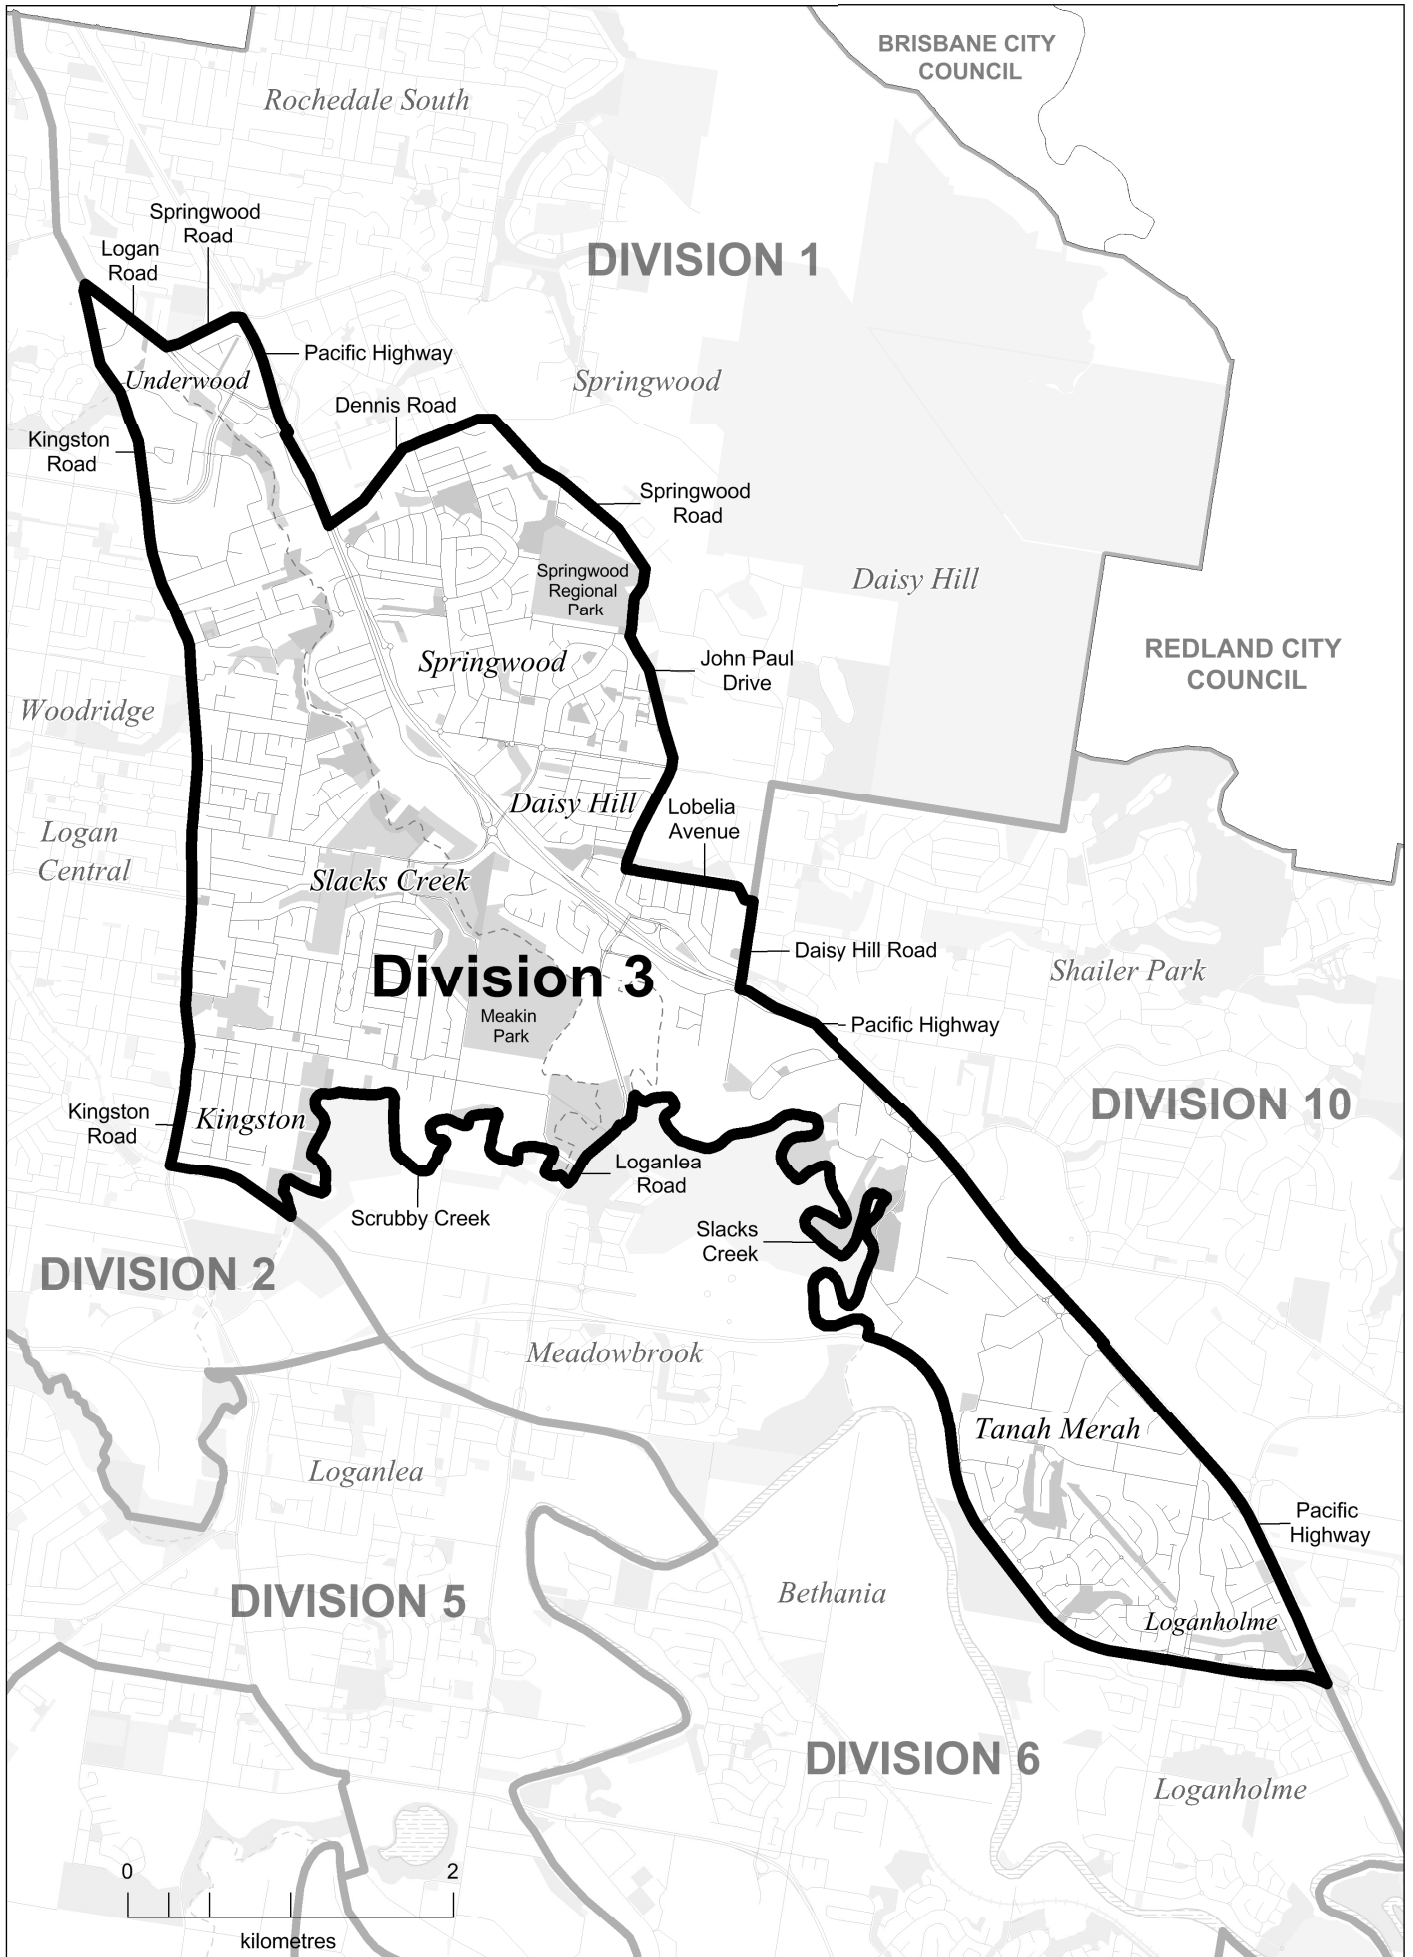 BRISBANE CITY
COUNCIL
Rochedale South
Springwood
Road
Logan
Road
DIVISION 1
Pacific Highway
Underwood
Springwood
Dennis Road
Kingston
Road
Springwood
Road
Springwood
Regional
Park
Daisy Hill
REDLAND CITY
COUNCIL
Springwood
John Paul
Drive
Woodridge
Daisy Hill
Lobelia
Avenue
Logan
Central
Slacks Creek
Division 3
Daisy Hill Road
Shailer Park
Meakin
Park
Pacific Highway
DIVISION 10
Kingston
Road
Kingston
Loganlea
Road
Scrubby Creek
Slacks
Creek
DIVISION 2
Meadowbrook
Tanah Merah
Loganlea
Pacific
Highway
Bethania
DIVISION 5
Loganholme
DIVISION 6
Loganholme
0 2
kilometres